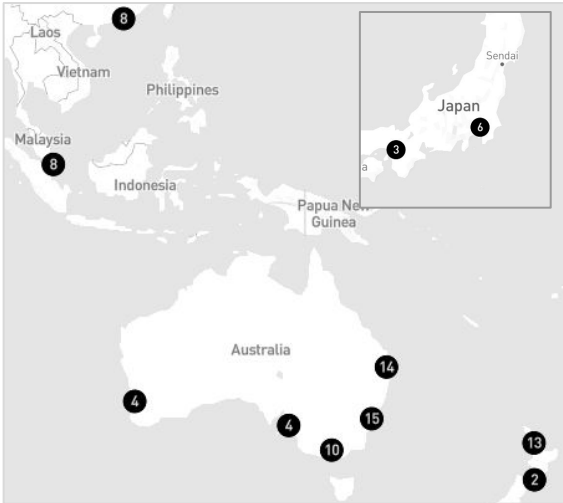 8
Laos
Vietnam
Philippines
Malaysia
8
Indonesia
Papua New
Guinea
Sendai
Japan
6
3
a
Australia
14
4
4
15
10
13
2